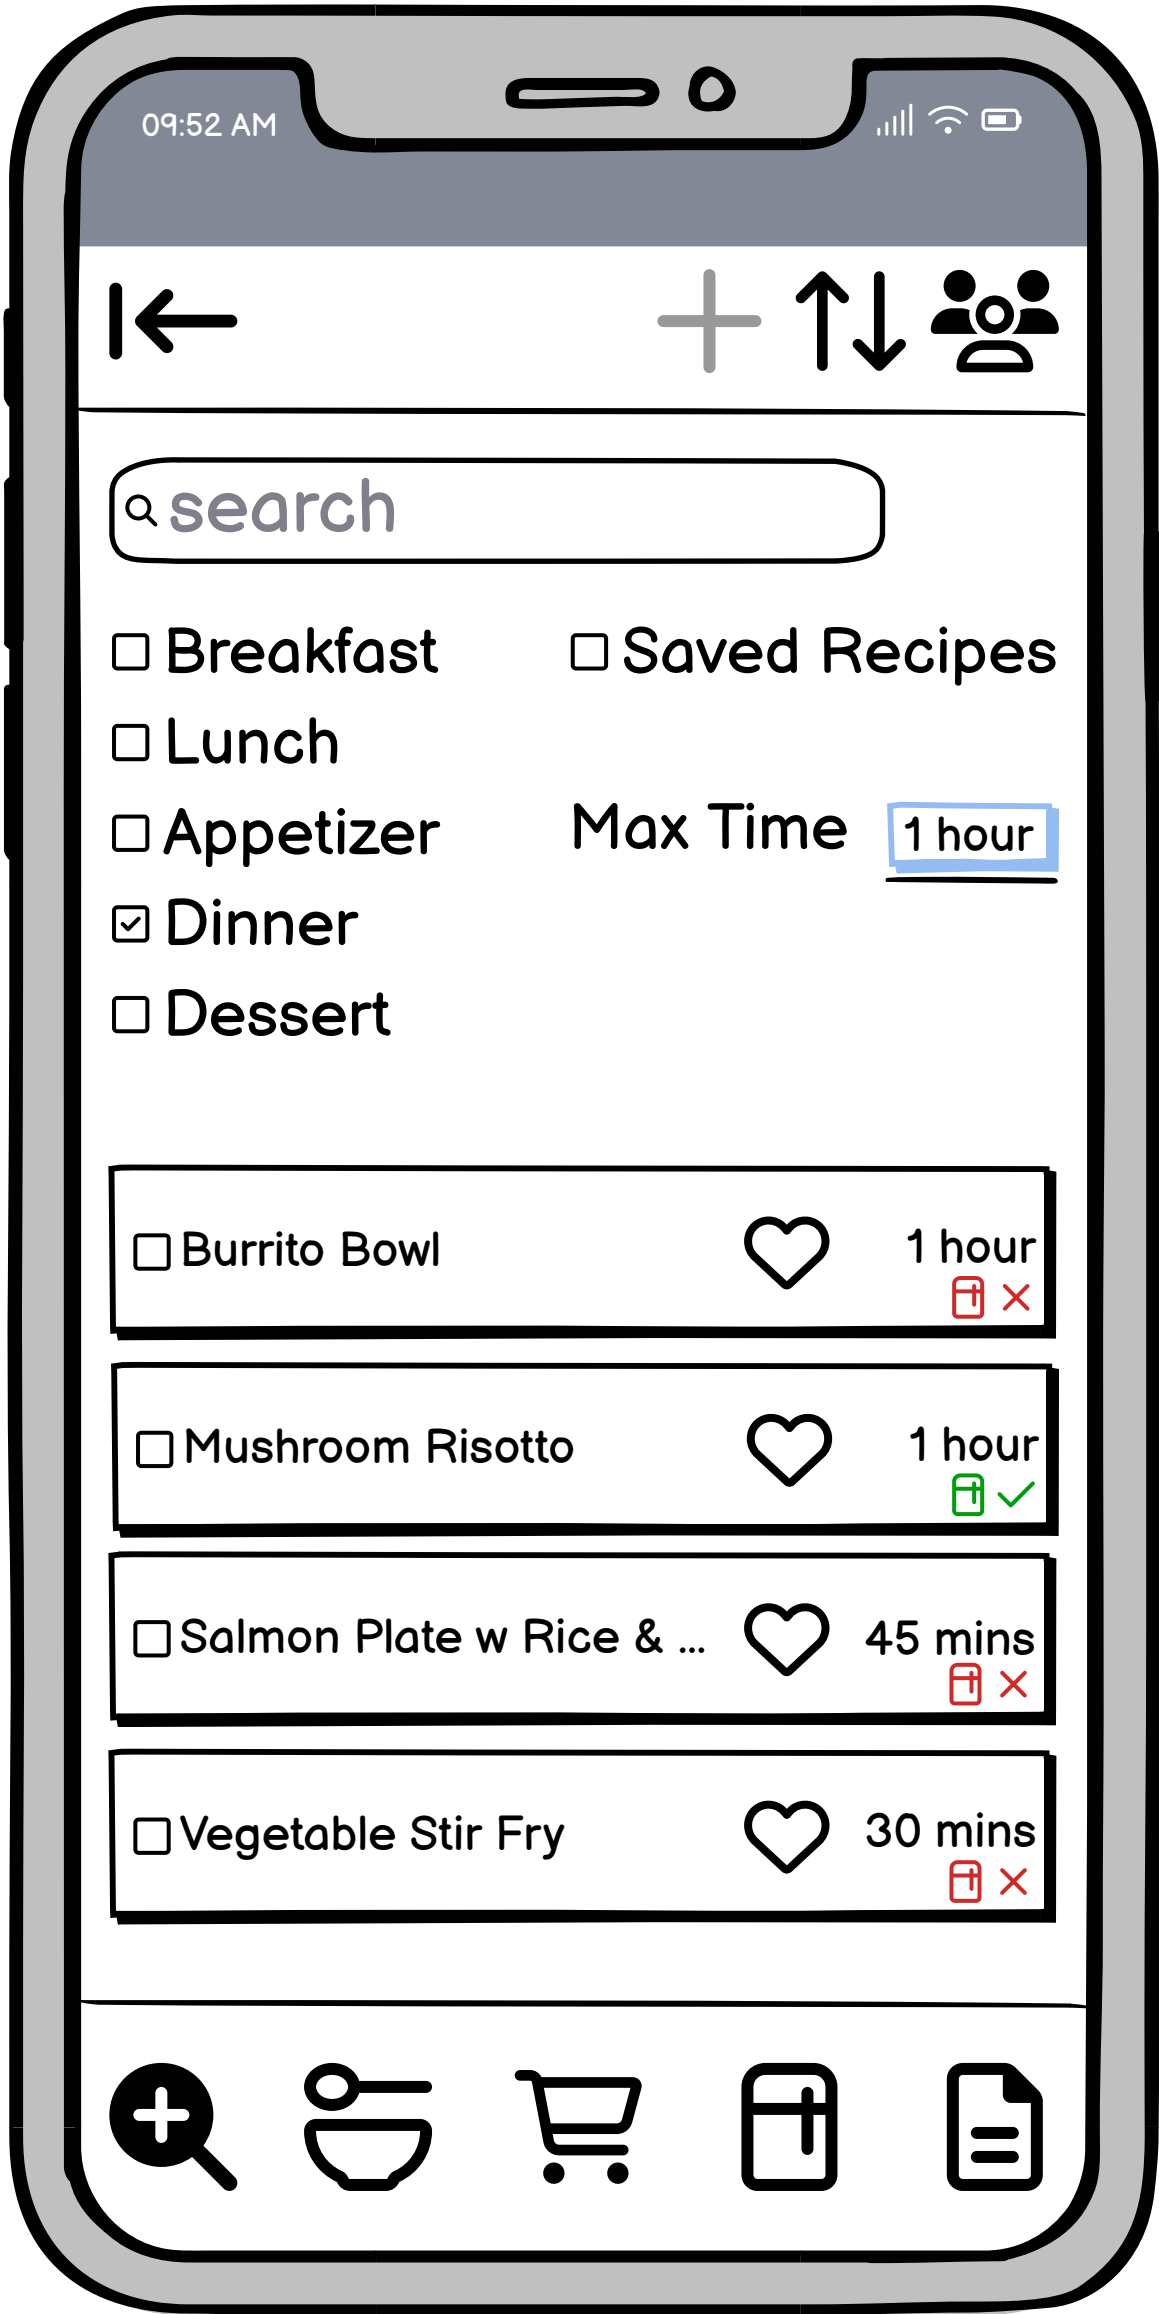 09:52 AM
search
Breakfast
Saved Recipes
Lunch
Appetizer
Max Time
1 hour
Dinner
Dessert
Burrito Bowl
1 hour
Mushroom Risotto
1 hour
Salmon Plate w Rice & ...
45 mins
Vegetable Stir Fry
30 mins